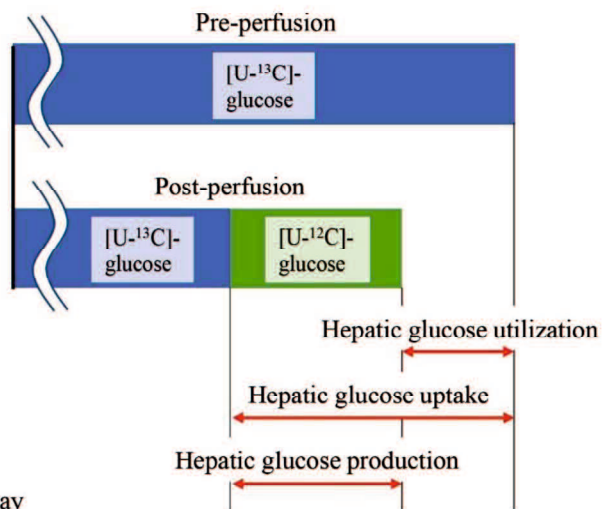 Pre-perfusion
[U-¹³C]-
glucose
Post-perfusion
[U-¹³C]-
glucose
[U-¹²C]-
glucose
Hepatic glucose utilization
Hepatic glucose uptake
Hepatic glucose production